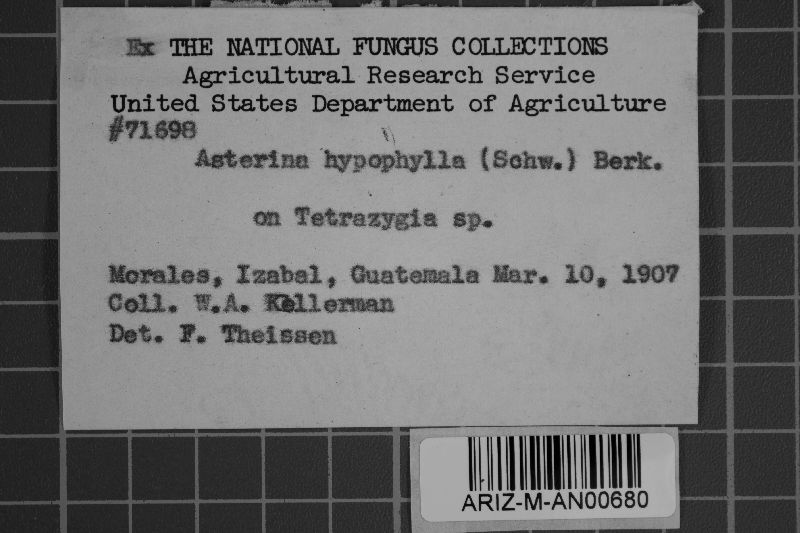 Ex THE NATIONAL FUNGUS COLLECTIONS
Agricultural Research Service
United States Department of Agriculture
#71698
Asterina hypophylla (Schw.) Berk.
on Tetrazygia sp.
Morales, Izabal, Guatemala Mar. 10, 1907
Coll. W.A. Kellerman
Det. F. Theissen
ARIZ-M-AN00680